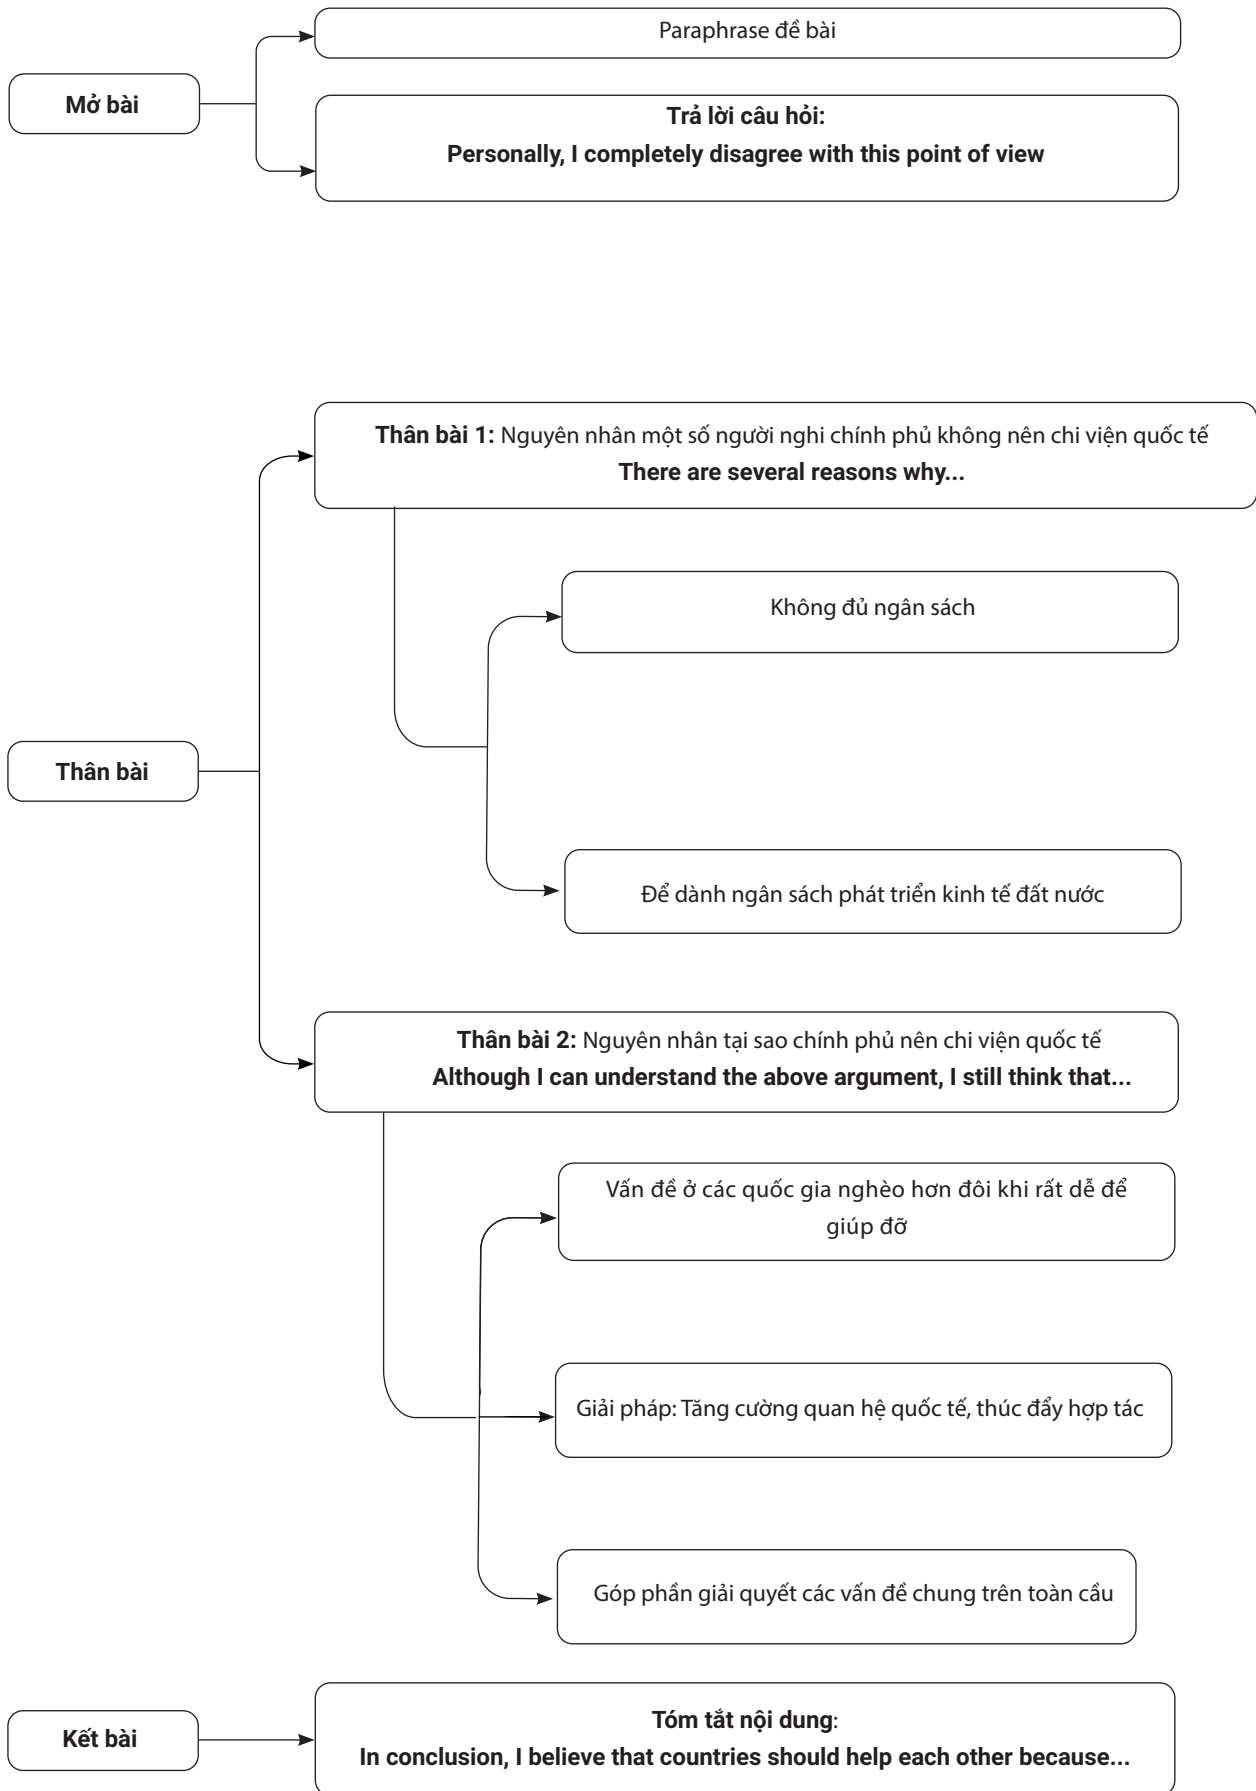 Paraphrase đề bài
Mở bài
Trả lời câu hỏi:
Personally, I completely disagree with this point of view
Thân bài 1: Nguyên nhân một số người nghi chính phủ không nên chi viện quốc tế
There are several reasons why...
Không đủ ngân sách
Thân bài
Để dành ngân sách phát triển kinh tế đất nước
Thân bài 2: Nguyên nhân tại sao chính phủ nên chi viện quốc tế
Although I can understand the above argument, I still think that...
Vấn đề ở các quốc gia nghèo hơn đôi khi rất dễ để
giúp đỡ
Giải pháp: Tăng cường quan hệ quốc tế, thúc đẩy hợp tác
Góp phần giải quyết các vấn đề chung trên toàn cầu
Kết bài
Tóm tắt nội dung:
In conclusion, I believe that countries should help each other because...